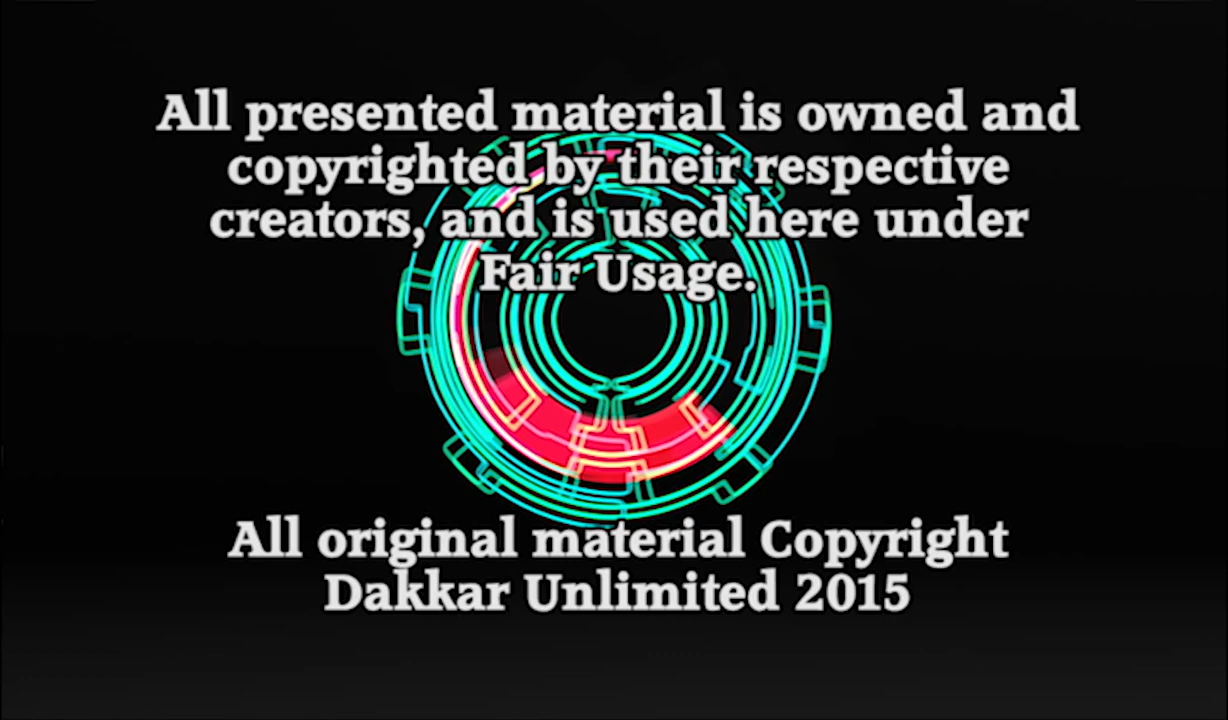 All presented material is owned and
copyrighted by their respective
creators, and is used here under
Fair Usage.
All original material Copyright
Dakkar Unlimited 2015